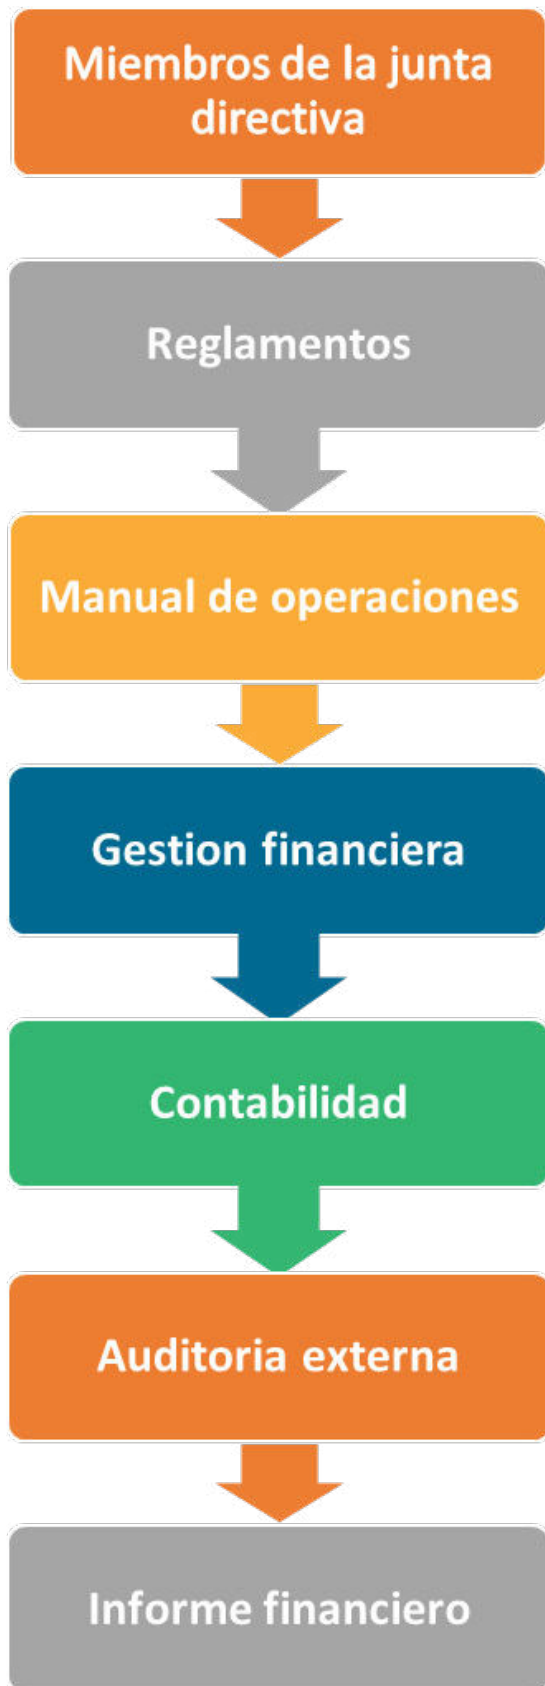 Miembros de la junta
directiva
Reglamentos
Manual de operaciones
Gestion financiera
Contabilidad
Auditoria externa
Informe financiero